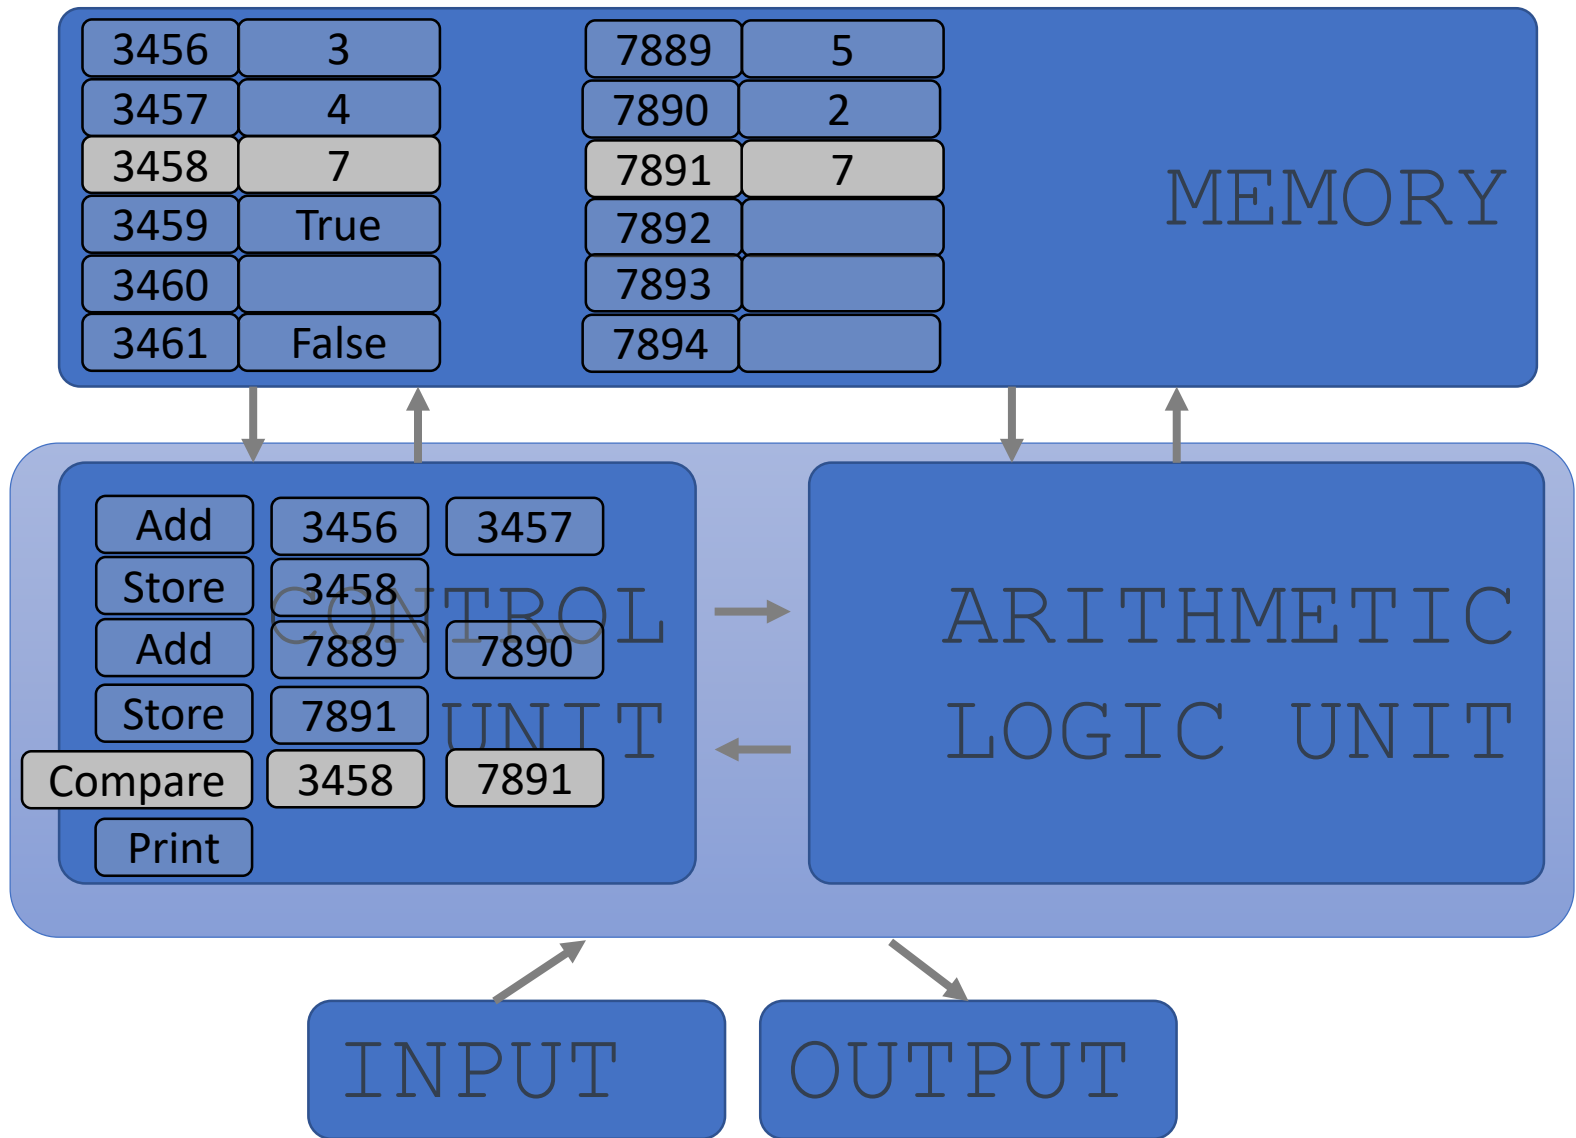 3456 3
3457 4
3458 7
3459 True
3460
3461 False
7889 5
7890 2
7891 7
7892
7893
7894
MEMORY
Add 3456 3457
Store 3458
Add 7889 7890
Store 7891
Compare 3458 7891
Print
CONTROL
UNIT
ARITHMETIC
LOGIC UNIT
INPUT
OUTPUT